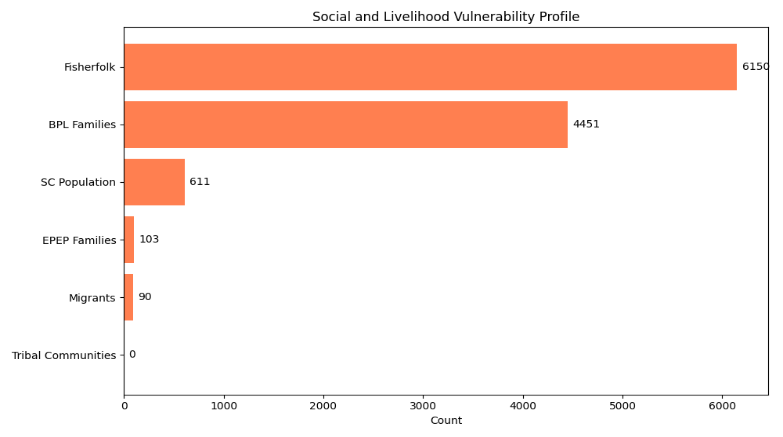 Social and Livelihood Vulnerability Profile
Fisherfolk 6150
BPL Families 4451
SC Population 611
EPEP Families 103
Migrants 90
Tribal Communities 0
0 1000 2000 3000 4000 5000 6000
Count